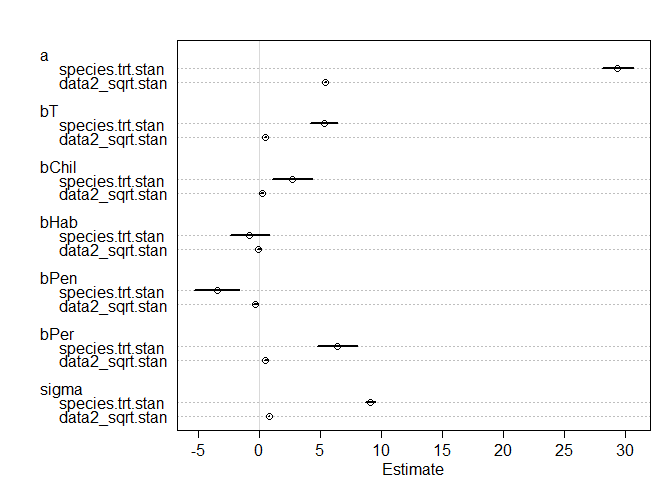 a
species.trt.stan
data2_sqrt.stan
bT
species.trt.stan
data2_sqrt.stan
bChil
species.trt.stan
data2_sqrt.stan
bHab
species.trt.stan
data2_sqrt.stan
bPen
species.trt.stan
data2_sqrt.stan
bPer
species.trt.stan
data2_sqrt.stan
sigma
species.trt.stan
data2_sqrt.stan
-5 0 5 10 15 20 25 30
Estimate